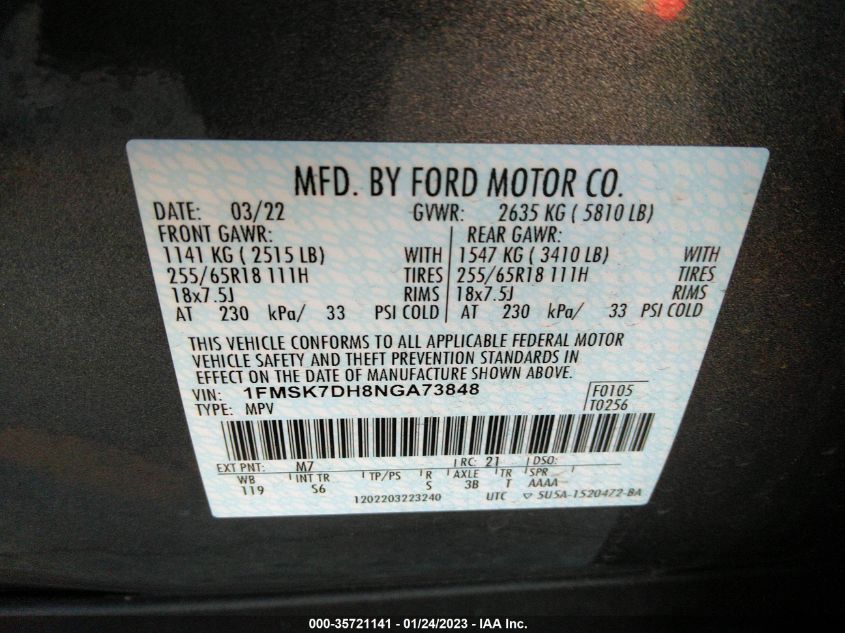 MFD. BY FORD MOTOR CO.
DATE: 03/22 GVWR: 2635 KG ( 5810 LB)
FRONT GAWR: REAR GAWR:
1141 KG ( 2515 LB) WITH 1547 KG ( 3410 LB) WITH
255/65R18 111H TIRES 255/65R18 111H TIRES
18x7.5J RIMS 18x7.5J RIMS
AT 230 kPa/ 33 PSI COLD AT 230 kPa/ 33 PSI COLD
THIS VEHICLE CONFORMS TO ALL APPLICABLE FEDERAL MOTOR
VEHICLE SAFETY AND THEFT PREVENTION STANDARDS IN
EFFECT ON THE DATE OF MANUFACTURE SHOWN ABOVE.
VIN: 1FMSK7DH8NGA73848 F0105
TYPE: MPV T0256
EXT PNT: M7 RC: 21 DSO:
WB INT TR TP/PS R AXLE TR SPR
119 S6 S 3B T AAAA
1202203223240 UTC 5U5A-1520472-BA
000-35721141 - 01/24/2023 - IAA Inc.